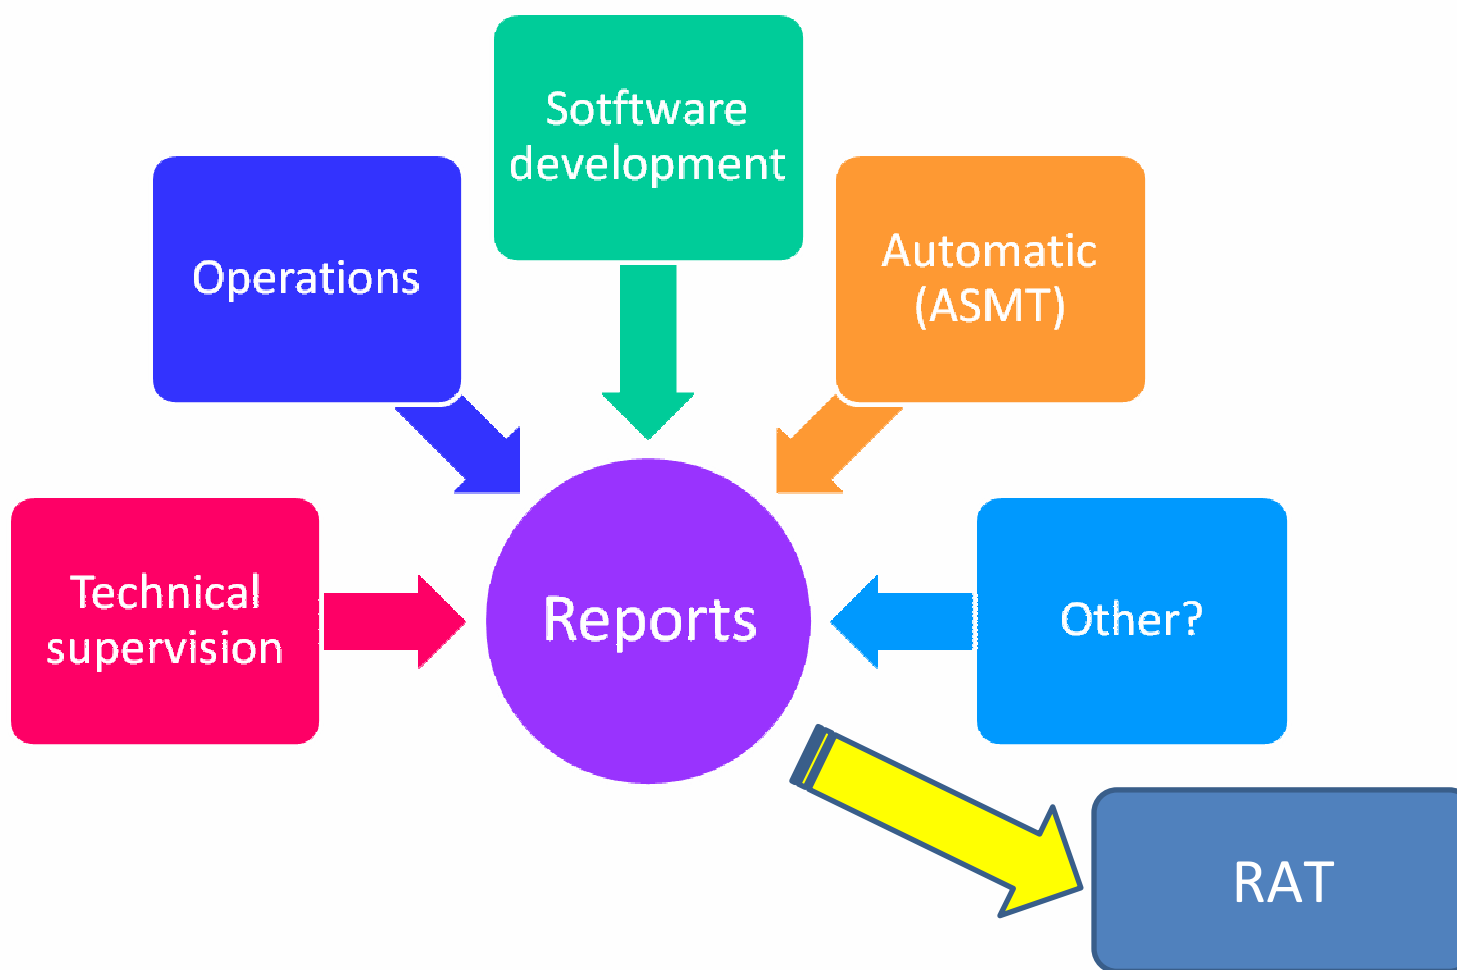 Sotftware
development
Operations
Automatic
(ASMT)
Technical
supervision
Reports
Other?
RAT